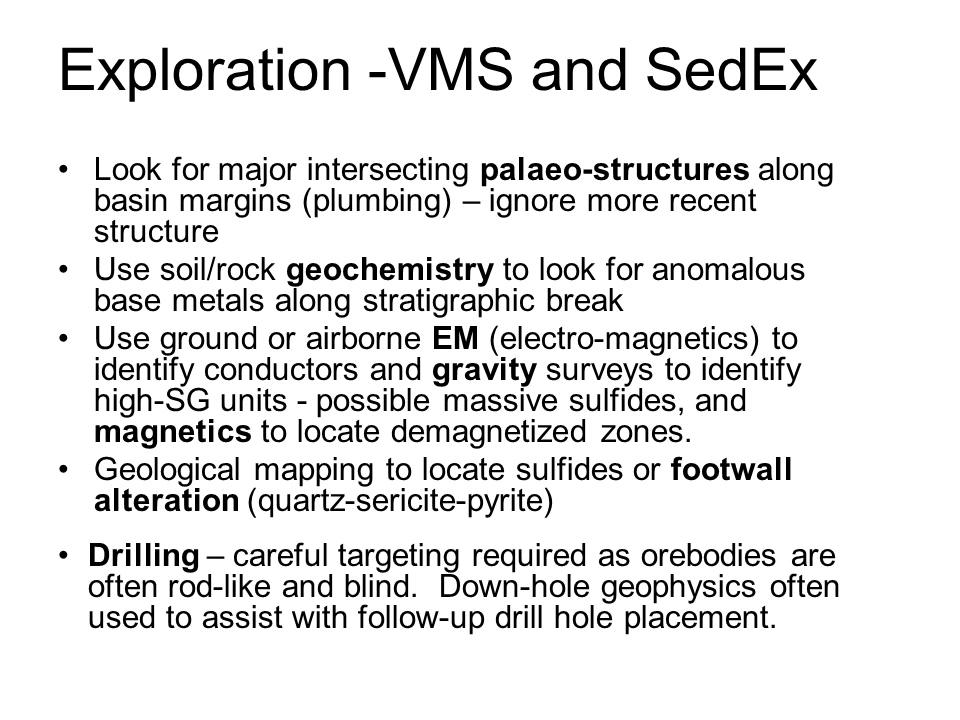 Exploration -VMS and SedEx
• Look for major intersecting palaeo-structures along
basin margins (plumbing) – ignore more recent
structure
• Use soil/rock geochemistry to look for anomalous
base metals along stratigraphic break
• Use ground or airborne EM (electro-magnetics) to
identify conductors and gravity surveys to identify
high-SG units - possible massive sulfides, and
magnetics to locate demagnetized zones.
• Geological mapping to locate sulfides or footwall
alteration (quartz-sericite-pyrite)
• Drilling – careful targeting required as orebodies are
often rod-like and blind.  Down-hole geophysics often
used to assist with follow-up drill hole placement.